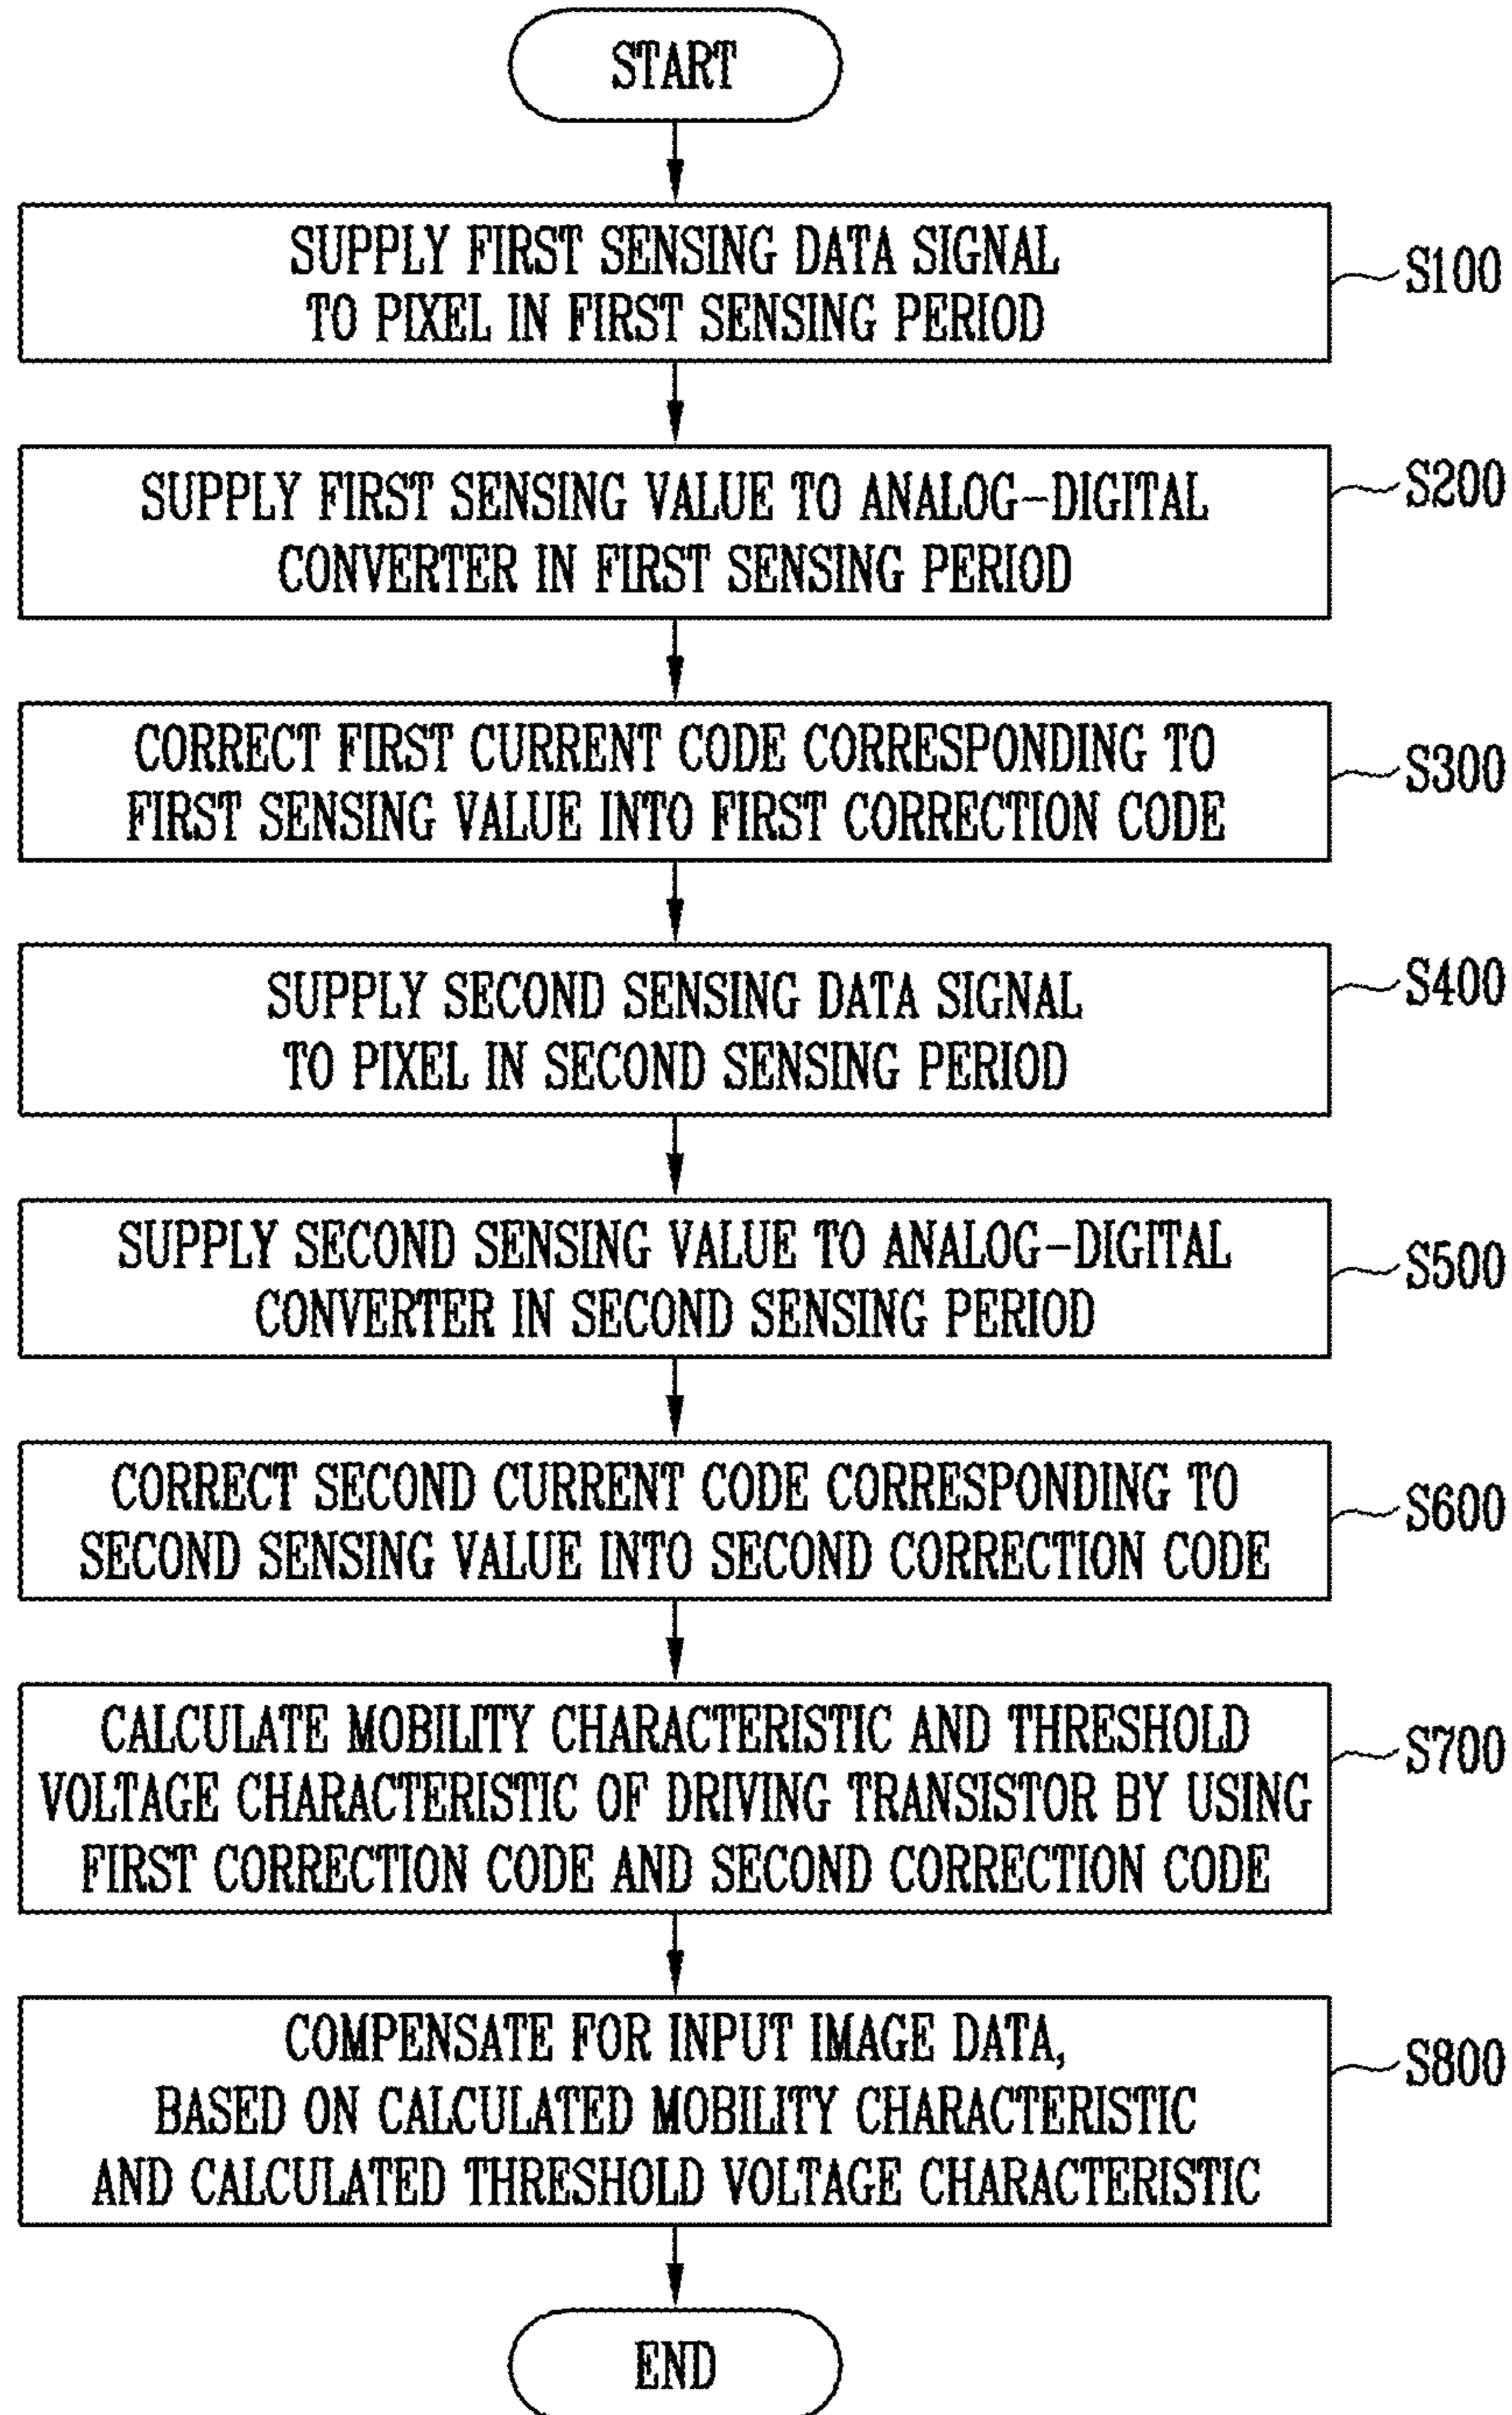 START
SUPPLY FIRST SENSING DATA SIGNAL
TO PIXEL IN FIRST SENSING PERIOD
S100
SUPPLY FIRST SENSING VALUE TO ANALOG-DIGITAL
CONVERTER IN FIRST SENSING PERIOD
S200
CORRECT FIRST CURRENT CODE CORRESPONDING TO
FIRST SENSING VALUE INTO FIRST CORRECTION CODE
S300
SUPPLY SECOND SENSING DATA SIGNAL
TO PIXEL IN SECOND SENSING PERIOD
S400
SUPPLY SECOND SENSING VALUE TO ANALOG-DIGITAL
CONVERTER IN SECOND SENSING PERIOD
S500
CORRECT SECOND CURRENT CODE CORRESPONDING TO
SECOND SENSING VALUE INTO SECOND CORRECTION CODE
S600
CALCULATE MOBILITY CHARACTERISTIC AND THRESHOLD
VOLTAGE CHARACTERISTIC OF DRIVING TRANSISTOR BY USING
FIRST CORRECTION CODE AND SECOND CORRECTION CODE
S700
COMPENSATE FOR INPUT IMAGE DATA,
BASED ON CALCULATED MOBILITY CHARACTERISTIC
AND CALCULATED THRESHOLD VOLTAGE CHARACTERISTIC
S800
END